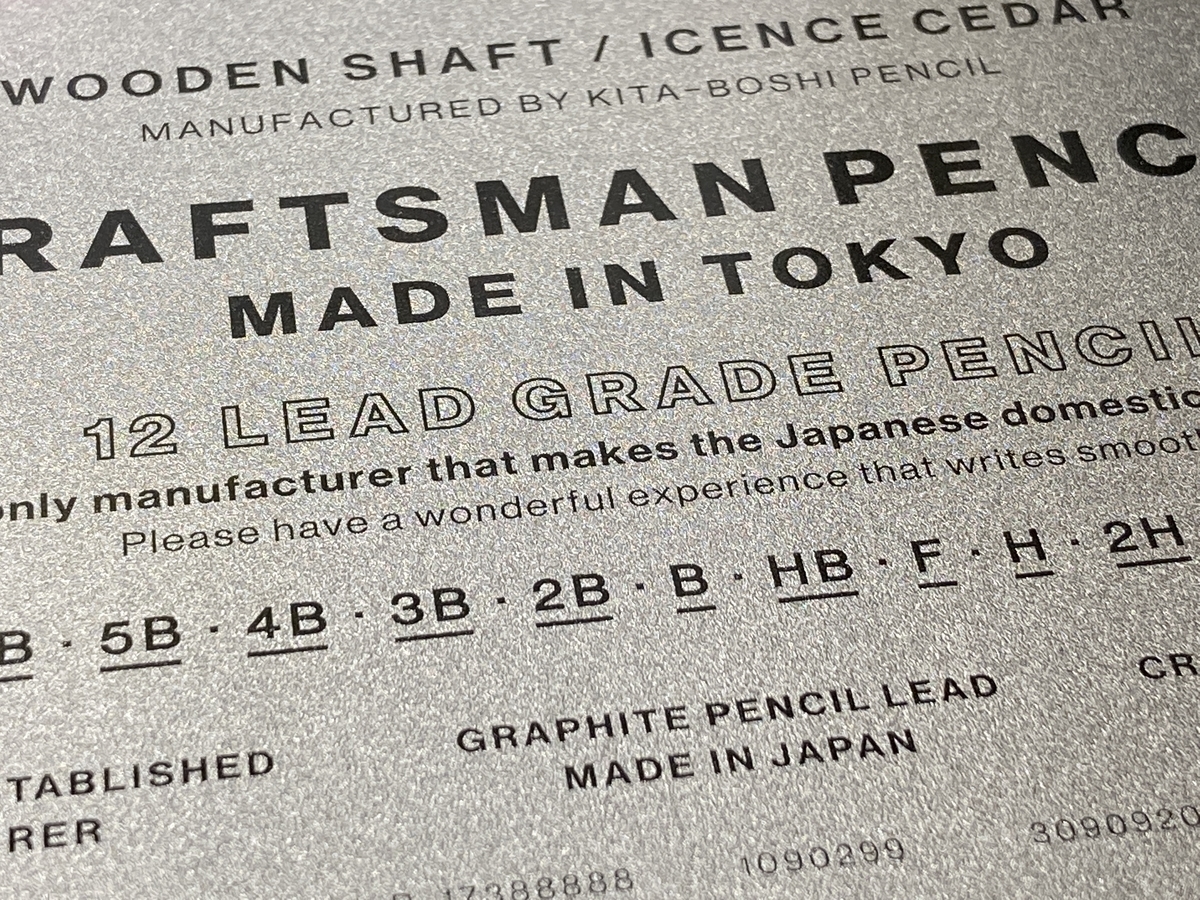 WOODEN SHAFT / ICENCE CEDAR
MANUFACTURED BY KITA-BOSHI PENCIL
RAFTSMAN PENC
MADE IN TOKYO
12 LEAD GRADE PENCIL
only manufacturer that makes the Japanese domestic
Please have a wonderful experience that writes smoot
B · 5B · 4B · 3B · 2B · B · HB · F · H · 2H
CR
GRAPHITE PENCIL LEAD
MADE IN JAPAN
TABLISHED
RER
17388888 1090299 3090920